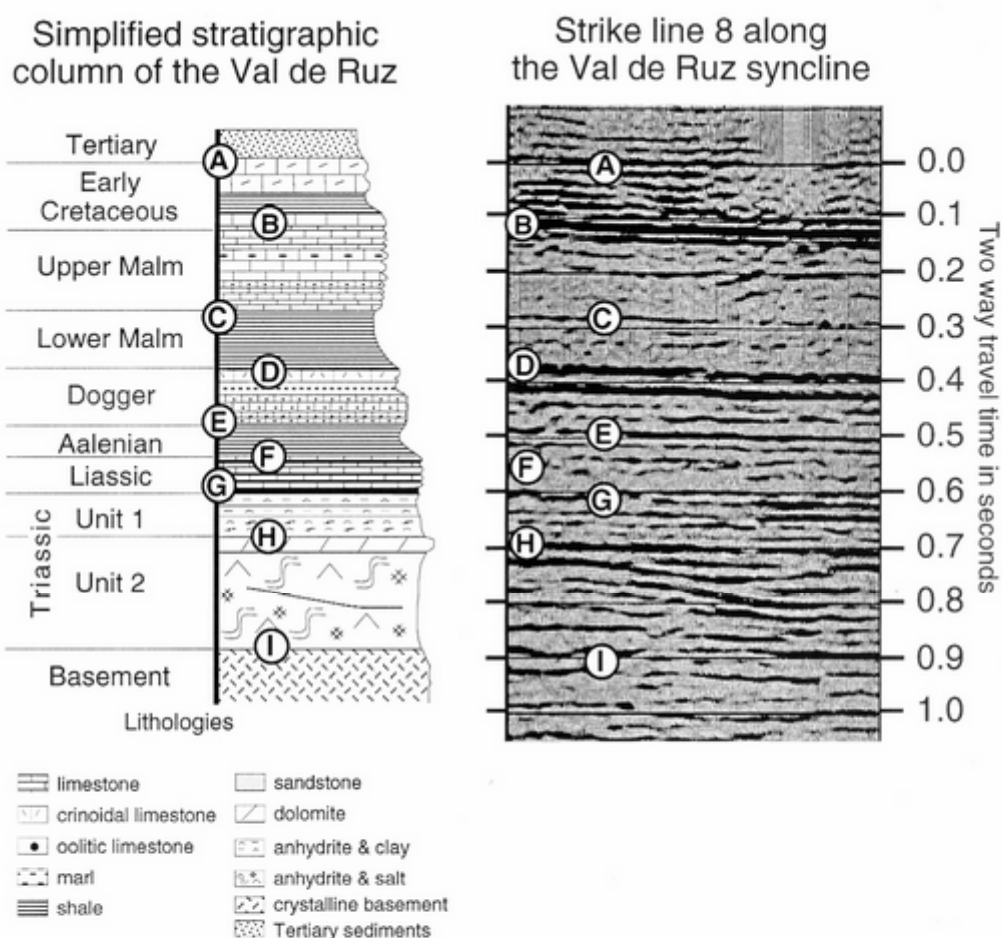 Simplified stratigraphic
column of the Val de Ruz
Strike line 8 along
the Val de Ruz syncline
Tertiary
Early
Cretaceous
Upper Malm
Lower Malm
Dogger
Aalenian
Liassic
Triassic
Unit 1
Unit 2
Basement
Lithologies
A
B
C
D
E
F
G
H
I
A
B
C
D
E
F
G
H
I
0.0
0.1
0.2
0.3
0.4
0.5
0.6
0.7
0.8
0.9
1.0
Two way travel time in seconds
limestone
crinoidal limestone
oolitic limestone
marl
shale
sandstone
dolomite
anhydrite & clay
anhydrite & salt
crystalline basement
Tertiary sediments